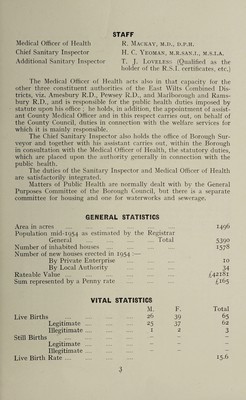 STAFF
Medical Officer of Health R. MACKAY, M.D., D.P.H.
Chief Sanitary Inspector H. C. YEOMAN, M.R.SAN.I., M.S.I.A.
Additional Sanitary Inspector T. J. LOVELESS (Qualified as the
holder of the R.S.I. certificates, etc.)
The Medical Officer of Health acts also in that capacity for the
other three constituent authorities of the East Wilts Combined Dis-
tricts, viz. Amesbury R.D., Pewsey R.D., and Marlborough and Rams-
bury R.D., and is responsible for the public health duties imposed by
statute upon his office ; he holds, in addition, the appointment of assist-
ant County Medical Officer and in this respect carries out, on behalf of
the County Council, duties in connection with the welfare services for
which it is mainly responsible.
The Chief Sanitary Inspector also holds the office of Borough Sur-
veyor and together with his assistant carries out, within the Borough
in consultation with the Medical Officer of Health, the statutory duties,
which are placed upon the authority generally in connection with the
public health.
The duties of the Sanitary Inspector and Medical Officer of Health
are satisfactorily integrated.
Matters of Public Health are normally dealt with by the General
Purposes Committee of the Borough Council, but there is a separate
committee for housing and one for waterworks and sewerage.
GENERAL STATISTICS
Area in acres 1496
Population mid-1954 as estimated by the Registrar
General Total 5390
Number of inhabited houses 1578
Number of new houses erected in 1954 :—
By Private Enterprise 10
By Local Authority 34
Rateable Value £42181
Sum represented by a Penny rate £165
VITAL STATISTICS
M. F. Total
Live Births 26 39 65
Legitimate 25 37 62
Illegitimate 1 2 3
Still Births
Legitimate
Illegitimate
Live Birth Rate 15.6
3